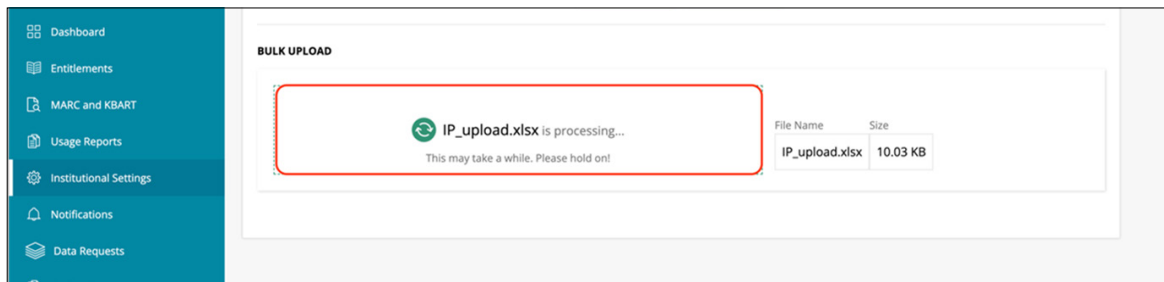 Dashboard
Entitlements
MARC and KBART
Usage Reports
Institutional Settings
Notifications
Data Requests
BULK UPLOAD
IP_upload.xlsx is processing...
This may take a while. Please hold on!
File Name Size
IP_upload.xlsx 10.03 KB